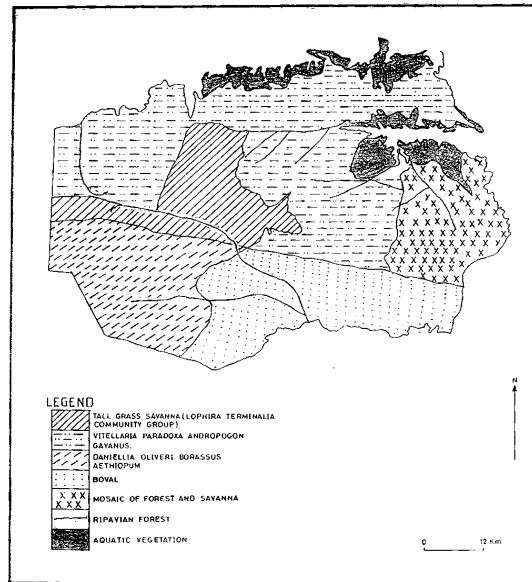 LEGEND
TALL GRASS SAVANNA (LOPHIRA TERMINALIA
COMMUNITY GROUP)
VITELLARIA PARADOXA ANDROPOGON
GAYANUS.
DANIELLIA OLIVERI BORASSUS
AETHIOPUM
BOVAL
MOSAIC OF FOREST AND SAVANNA
RIPAVIAN FOREST
AQUATIC VEGETATION
N
0 12 Km